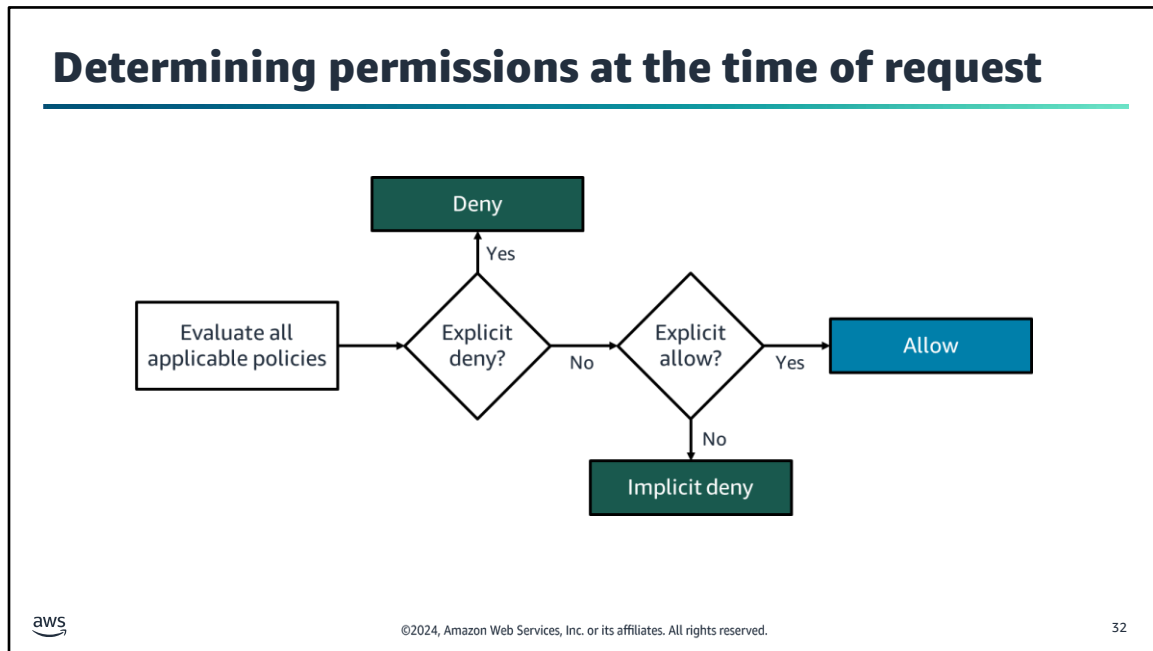 Determining permissions at the time of request
Deny
Yes
Evaluate all
applicable policies
Explicit
deny?
No
Explicit
allow?
Yes
Allow
No
Implicit deny
aws
©2024, Amazon Web Services, Inc. or its affiliates. All rights reserved.
32